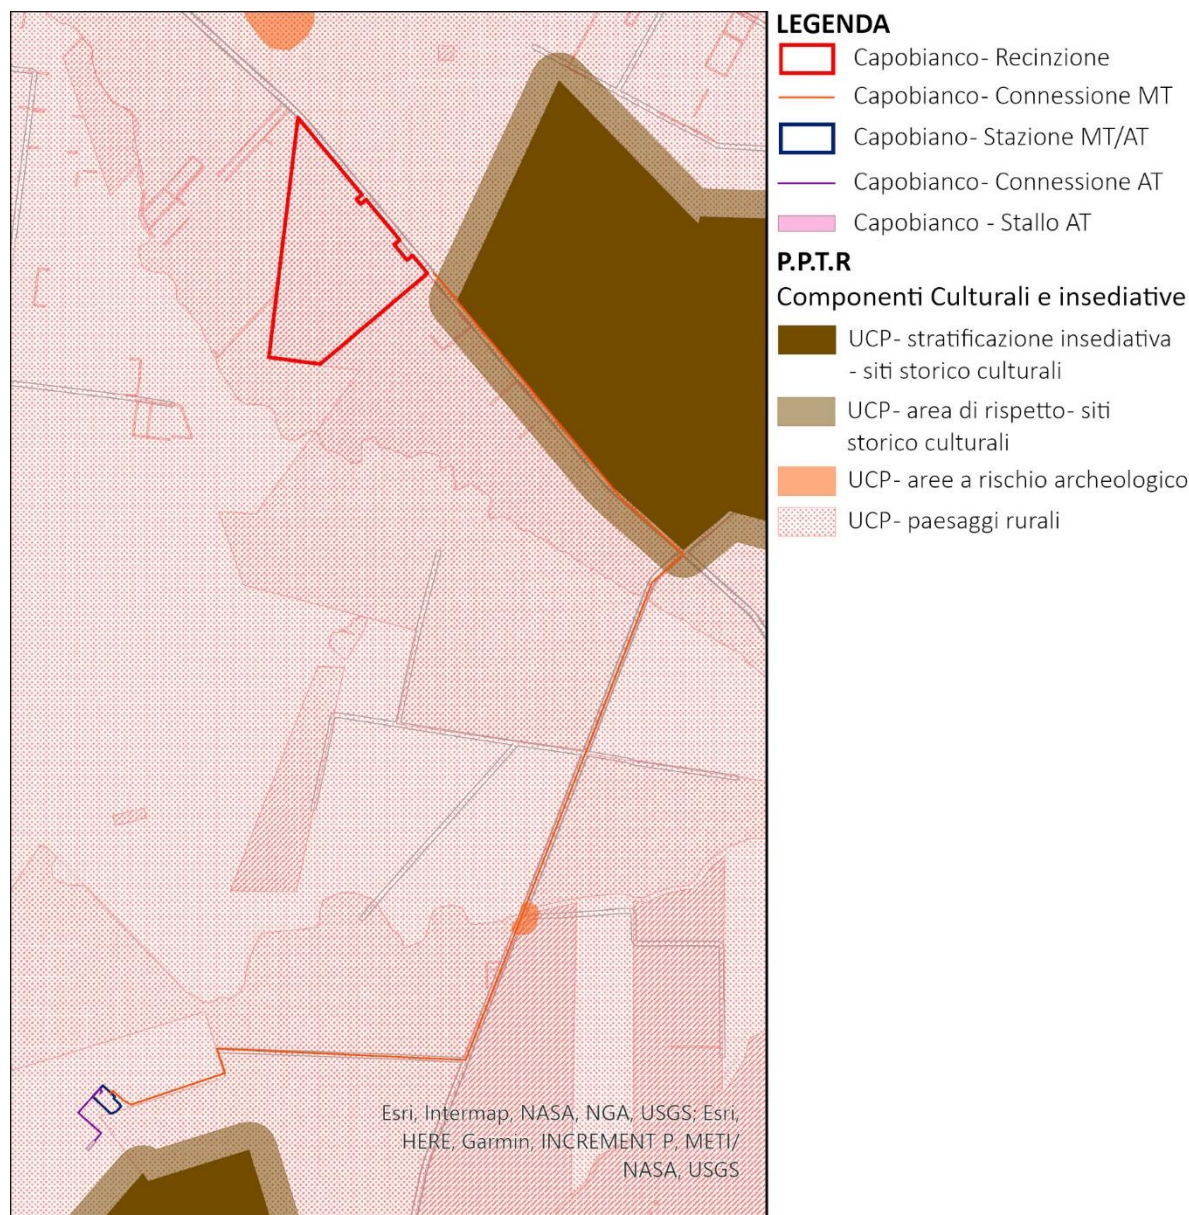 LEGENDA
Capobianco- Recinzione
Capobianco- Connessione MT
Capobiano- Stazione MT/AT
Capobianco- Connessione AT
Capobianco - Stallo AT
P.P.T.R
Componenti Culturali e insediative
UCP- stratificazione insediativa
- siti storico culturali
UCP- area di rispetto- siti
storico culturali
UCP- aree a rischio archeologico
UCP- paesaggi rurali
Esri, Intermap, NASA, NGA, USGS; Esri,
HERE, Garmin, INCREMENT P, METI/
NASA, USGS